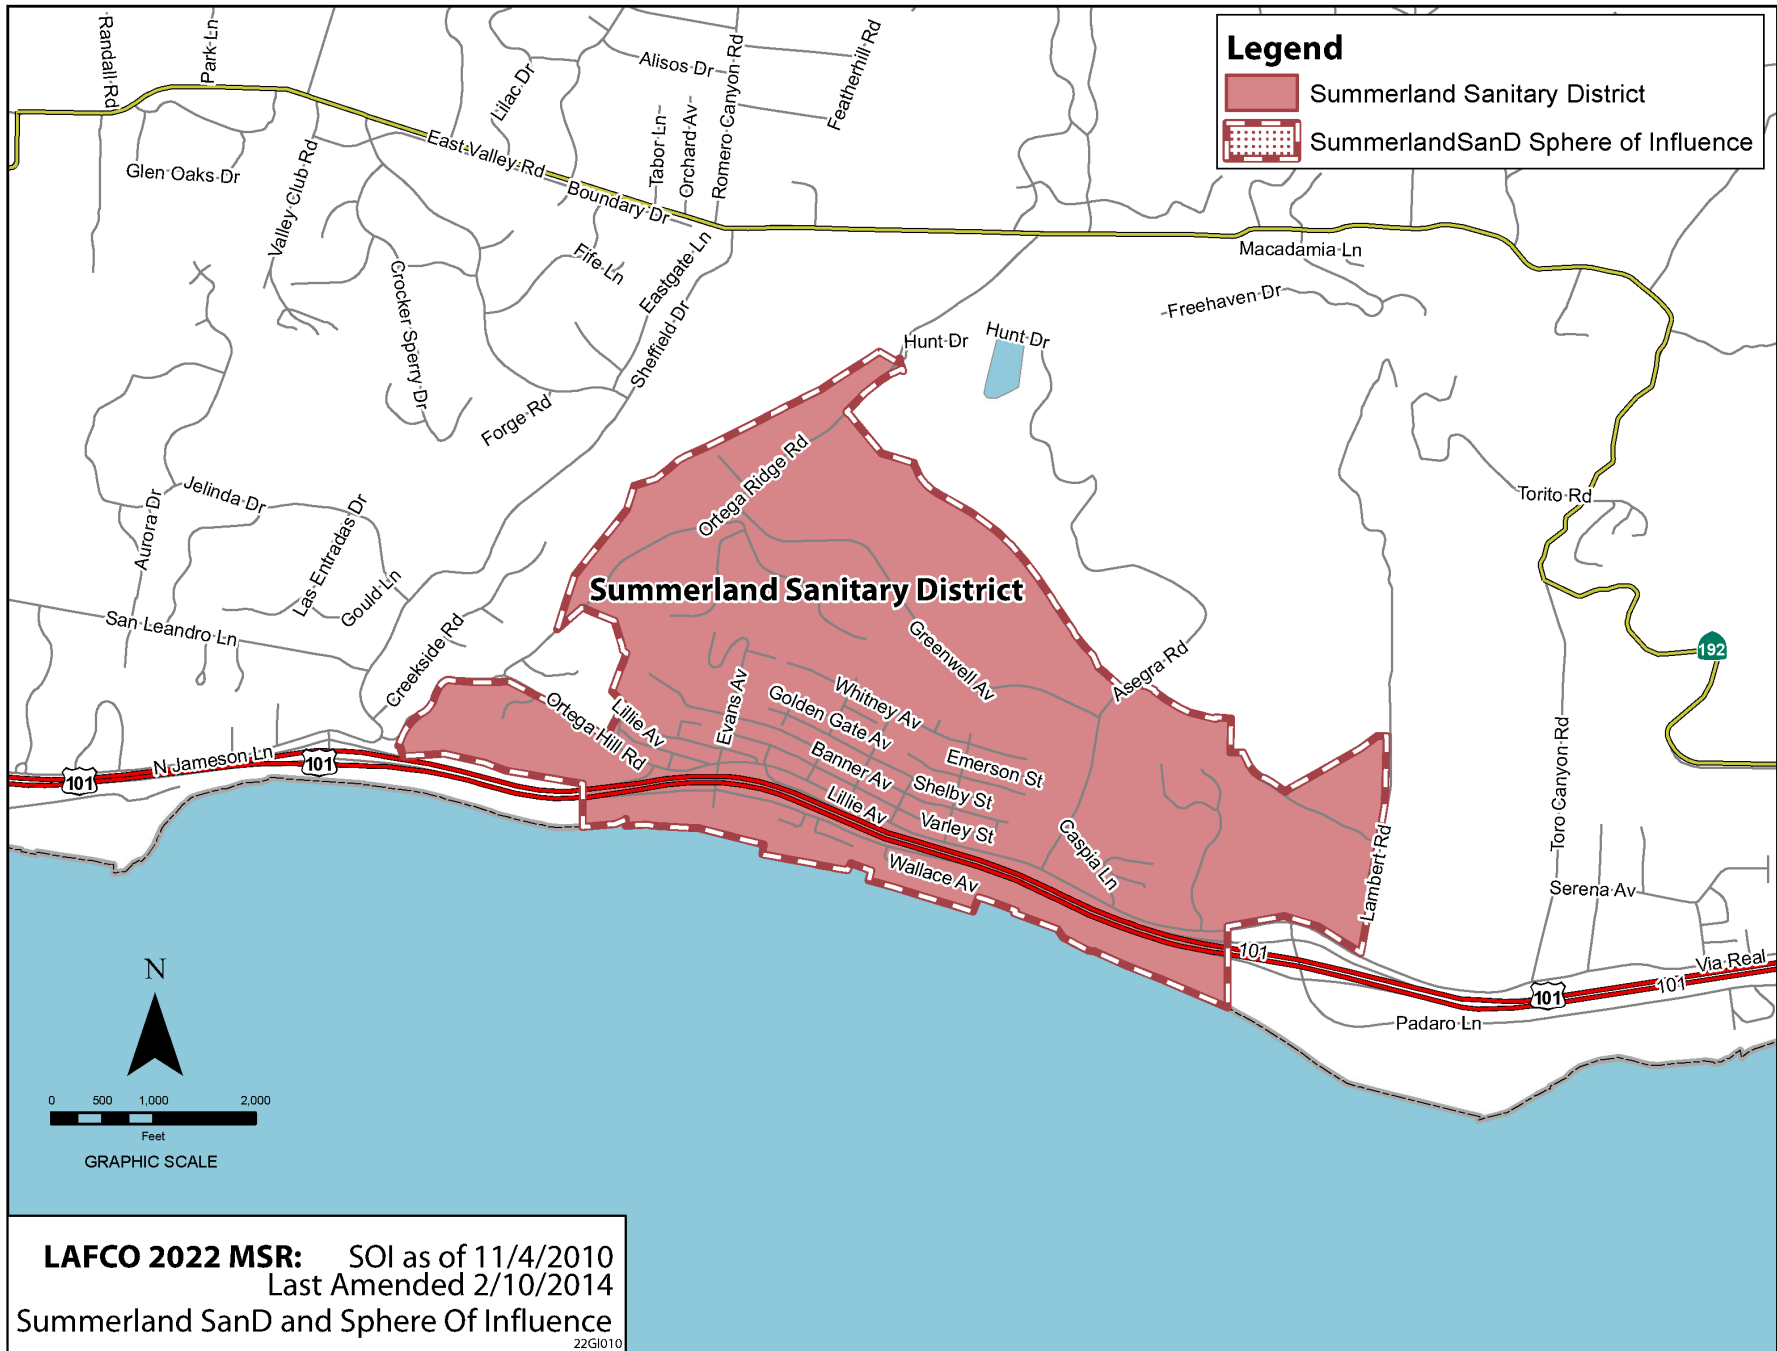 Legend
Summerland Sanitary District
SummerlandSanD Sphere of Influence
Randall Rd
Park Ln
Lilac Dr
Alisos Dr
Romero Canyon Rd
Featherhill Rd
Glen Oaks Dr
Valley Club Rd
East Valley Rd
Boundary Dr
Tabor Ln
Orchard Av
Fife Ln
Eastgate Ln
Sheffield Dr
Crocker Sperry Dr
Forge Rd
Macadamia Ln
Freehaven Dr
Hunt Dr
Hunt Dr
Ortega Ridge Rd
Torito Rd
Jelinda Dr
Aurora Dr
Las Entradas Dr
Gould Ln
San Leandro Ln
Creekside Rd
Summerland Sanitary District
Greenwell Av
Asegra Rd
192
Evans Av
Whitney Av
Golden Gate Av
Lillie Av
Ortega Hill Rd
Banner Av
Emerson St
Shelby St
Lillie Av
Varley St
Wallace Av
Caspia Ln
Lambert Rd
Toro Canyon Rd
Serena Av
N Jameson Ln
101
101
101
101
101
Via Real
Padaro Ln
N
0 500 1,000 2,000
Feet
GRAPHIC SCALE
LAFCO 2022 MSR: SOI as of 11/4/2010
Last Amended 2/10/2014
Summerland SanD and Sphere Of Influence
22GI010